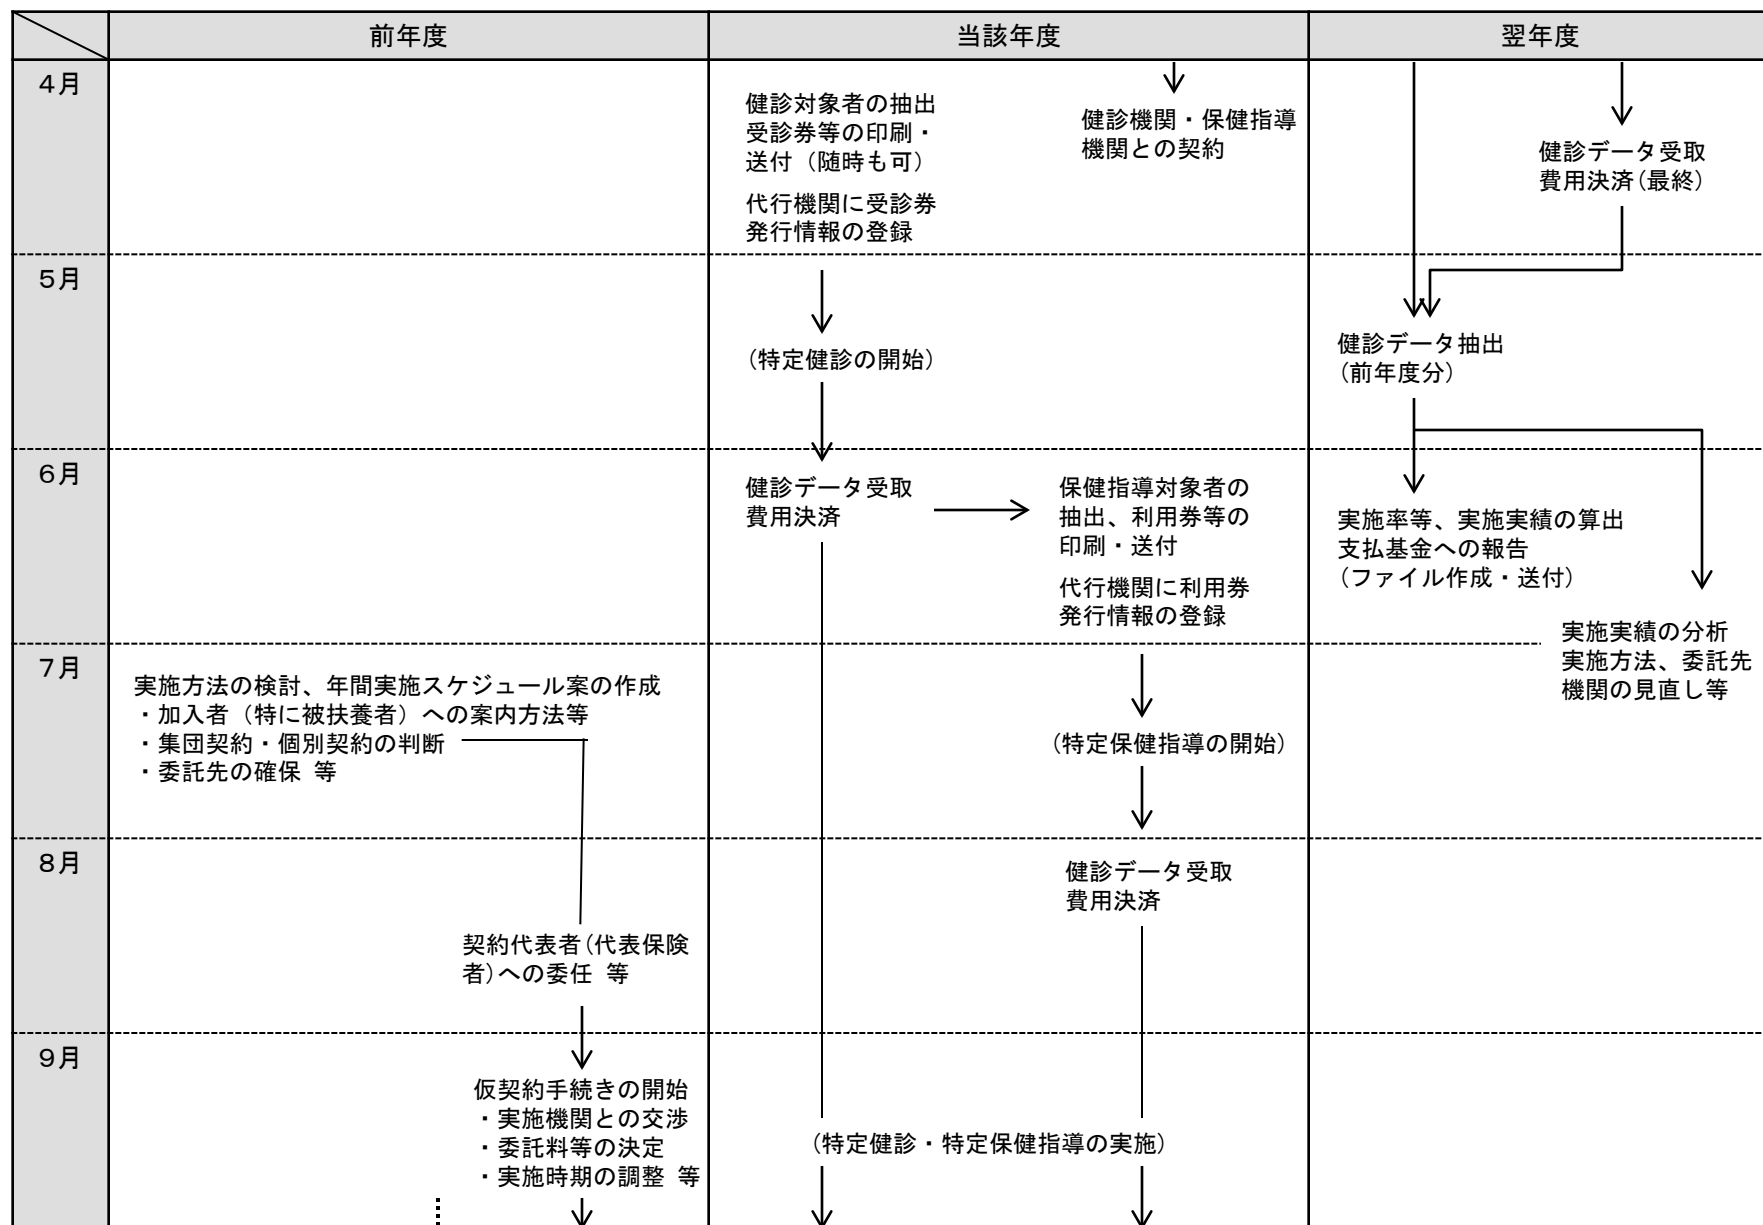 前年度
当該年度
翌年度
4月
健診対象者の抽出
受診券等の印刷・
送付（随時も可）
代行機関に受診券
発行情報の登録
健診機関・保健指導
機関との契約
健診データ受取
費用決済(最終)
5月
(特定健診の開始)
健診データ抽出
(前年度分)
6月
健診データ受取
費用決済
保健指導対象者の
抽出、利用券等の
印刷・送付
代行機関に利用券
発行情報の登録
実施率等、実施実績の算出
支払基金への報告
(ファイル作成・送付)
実施実績の分析
実施方法、委託先
機関の見直し等
7月
実施方法の検討、年間実施スケジュール案の作成
・加入者（特に被扶養者）への案内方法等
・集団契約・個別契約の判断
・委託先の確保 等
(特定保健指導の開始)
8月
契約代表者(代表保険
者)への委任 等
健診データ受取
費用決済
9月
仮契約手続きの開始
・実施機関との交渉
・委託料等の決定
・実施時期の調整 等
(特定健診・特定保健指導の実施)